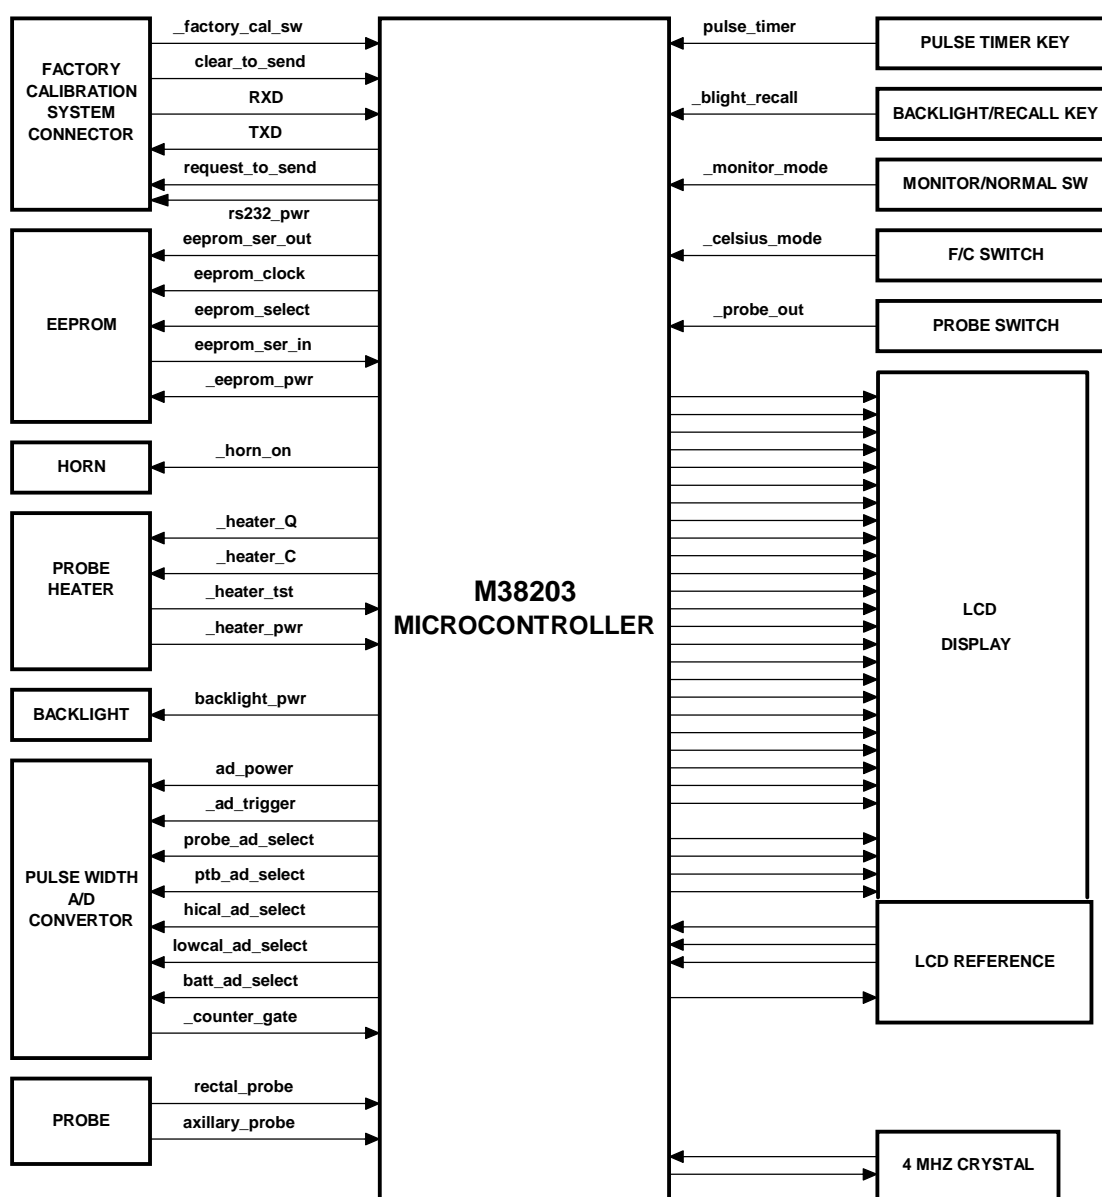 FACTORY
CALIBRATION
SYSTEM
CONNECTOR
_factory_cal_sw
clear_to_send
RXD
TXD
request_to_send
rs232_pwr
EEPROM
eeprom_ser_out
eeprom_clock
eeprom_select
eeprom_ser_in
_eeprom_pwr
HORN
_horn_on
PROBE
HEATER
_heater_Q
_heater_C
_heater_tst
_heater_pwr
BACKLIGHT
backlight_pwr
PULSE WIDTH
A/D
CONVERTOR
ad_power
_ad_trigger
probe_ad_select
ptb_ad_select
hical_ad_select
lowcal_ad_select
batt_ad_select
_counter_gate
PROBE
rectal_probe
axillary_probe
M38203
MICROCONTROLLER
pulse_timer
PULSE TIMER KEY
_blight_recall
BACKLIGHT/RECALL KEY
_monitor_mode
MONITOR/NORMAL SW
_celsius_mode
F/C SWITCH
_probe_out
PROBE SWITCH
LCD
DISPLAY
LCD REFERENCE
4 MHZ CRYSTAL